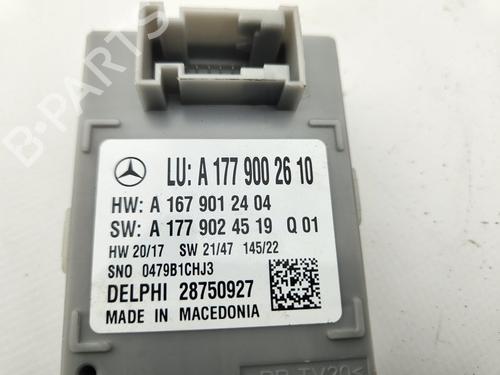 B-PARTS
LU: A 177 900 26 10
HW: A 167 901 24 04
SW: A 177 902 45 19 Q 01
HW 20/17 SW 21/47 145/22
SNO 0479B1CHJ3
DELPHI 28750927
MADE IN MACEDONIA